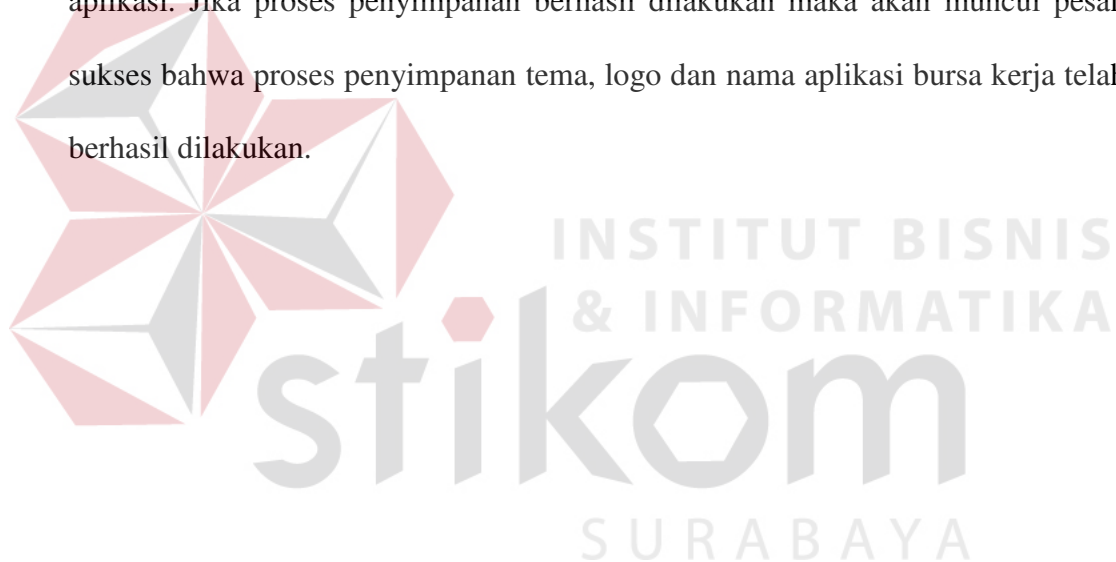 aplikasi. Jika proses penyimpanan berhasil dilakukan maka akan muncul pesan
sukses bahwa proses penyimpanan tema, logo dan nama aplikasi bursa kerja telah
berhasil dilakukan.
INSTITUT BISNIS
& INFORMATIKA
stikom
SURABAYA